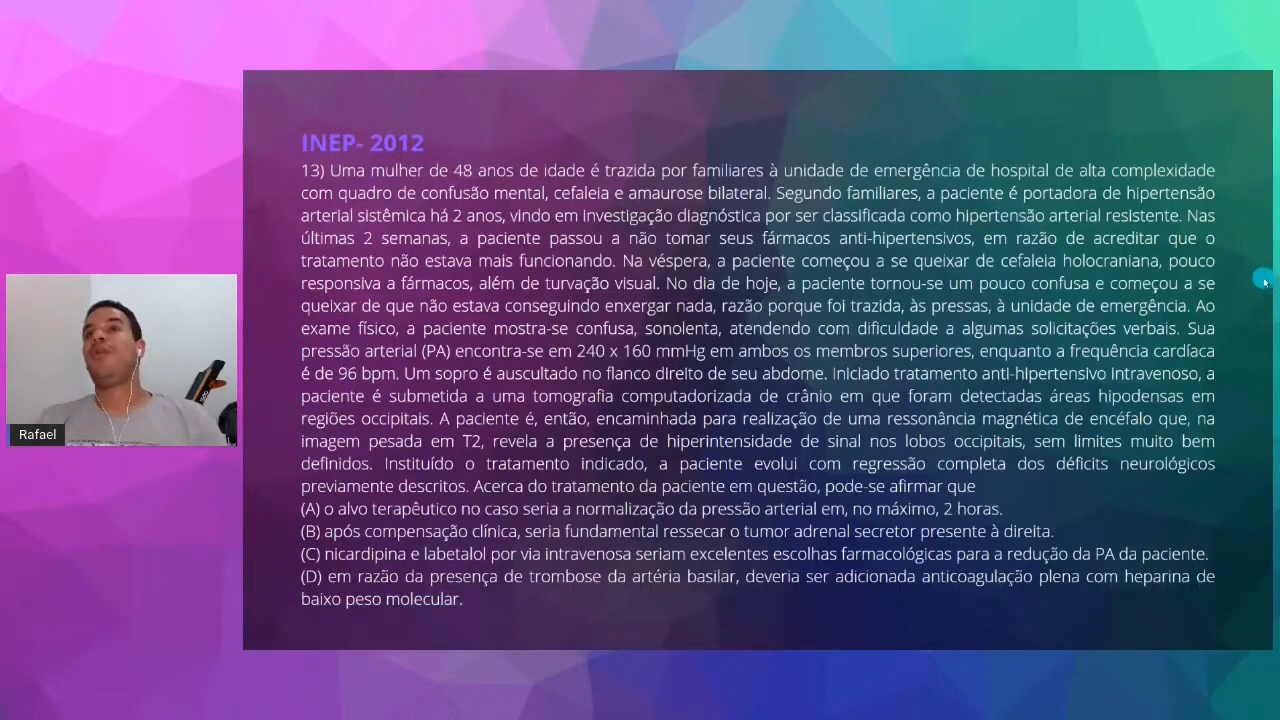 INEP- 2012
13) Uma mulher de 48 anos de idade é trazida por familiares à unidade de emergência de hospital de alta complexidade
com quadro de confusão mental, cefaleia e amaurose bilateral. Segundo familiares, a paciente é portadora de hipertensão
arterial sistêmica há 2 anos, vindo em investigação diagnóstica por ser classificada como hipertensão arterial resistente. Nas
últimas 2 semanas, a paciente passou a não tomar seus fármacos anti-hipertensivos, em razão de acreditar que o
tratamento não estava mais funcionando. Na véspera, a paciente começou a se queixar de cefaleia holocraniana, pouco
responsiva a fármacos, além de turvação visual. No dia de hoje, a paciente tornou-se um pouco confusa e começou a se
queixar de que não estava conseguindo enxergar nada, razão porque foi trazida, às pressas, à unidade de emergência. Ao
exame físico, a paciente mostra-se confusa, sonolenta, atendendo com dificuldade a algumas solicitações verbais. Sua
pressão arterial (PA) encontra-se em 240 x 160 mmHg em ambos os membros superiores, enquanto a frequência cardíaca
é de 96 bpm. Um sopro é auscultado no flanco direito de seu abdome. Iniciado tratamento anti-hipertensivo intravenoso, a
paciente é submetida a uma tomografia computadorizada de crânio em que foram detectadas áreas hipodensas em
regiões occipitais. A paciente é, então, encaminhada para realização de uma ressonância magnética de encéfalo que, na
imagem pesada em T2, revela a presença de hiperintensidade de sinal nos lobos occipitais, sem limites muito bem
definidos. Instituído o tratamento indicado, a paciente evolui com regressão completa dos déficits neurológicos
previamente descritos. Acerca do tratamento da paciente em questão, pode-se afirmar que
(A) o alvo terapêutico no caso seria a normalização da pressão arterial em, no máximo, 2 horas.
(B) após compensação clínica, seria fundamental ressecar o tumor adrenal secretor presente à direita.
(C) nicardipina e labetalol por via intravenosa seriam excelentes escolhas farmacológicas para a redução da PA da paciente.
(D) em razão da presença de trombose da artéria basilar, deveria ser adicionada anticoagulação plena com heparina de
baixo peso molecular.
Rafael